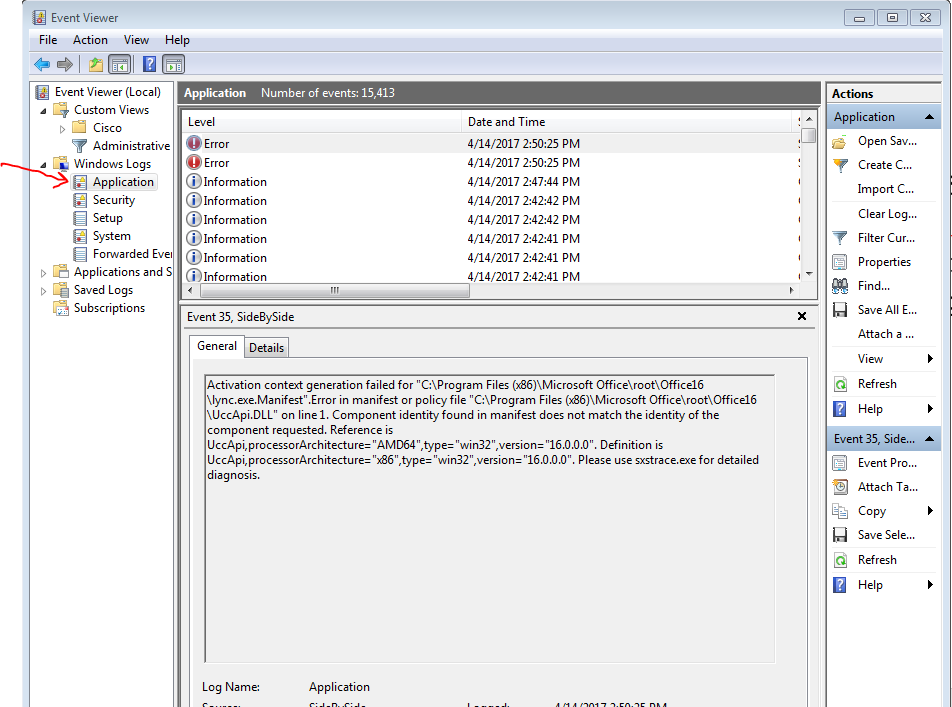 Event Viewer
File Action View Help
Event Viewer (Local)
Custom Views
Cisco
Administrative
Windows Logs
Application
Security
Setup
System
Forwarded Ever
Applications and S
Saved Logs
Subscriptions
Application Number of events: 15,413
Level Date and Time
Error 4/14/2017 2:50:25 PM
Error 4/14/2017 2:50:25 PM
Information 4/14/2017 2:47:44 PM
Information 4/14/2017 2:42:42 PM
Information 4/14/2017 2:42:42 PM
Information 4/14/2017 2:42:41 PM
Information 4/14/2017 2:42:41 PM
Information 4/14/2017 2:42:41 PM
Event 35, SideBySide
General Details
Activation context generation failed for "C:\Program Files (x86)\Microsoft Office\root\Office16
\lync.exe.Manifest".Error in manifest or policy file "C:\Program Files (x86)\Microsoft Office\root\Office16
\UccApi.DLL" on line 1. Component identity found in manifest does not match the identity of the
component requested. Reference is
UccApi,processorArchitecture="AMD64",type="win32",version="16.0.0.0". Definition is
UccApi,processorArchitecture="x86",type="win32",version="16.0.0.0". Please use sxstrace.exe for detailed
diagnosis.
Log Name: Application
Source: SideBySide Logged: 4/14/2017 2:50:25 PM
Actions
Application
Open Sav...
Create C...
Import C...
Clear Log...
Filter Cur...
Properties
Find...
Save All E...
Attach a ...
View
Refresh
Help
Event 35, Side...
Event Pro...
Attach Ta...
Copy
Save Sele...
Refresh
Help